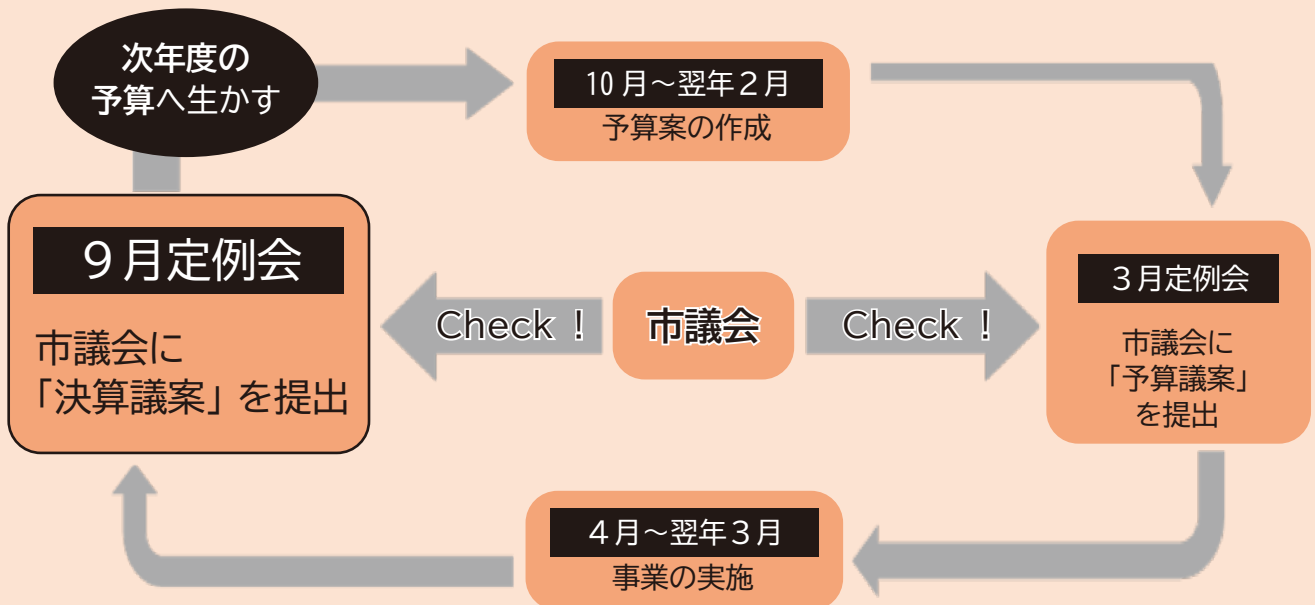 次年度の
予算へ生かす
10月～翌年２月
予算案の作成
９月定例会
市議会に
「決算議案」を提出
Check！
市議会
Check！
３月定例会
市議会に
「予算議案」
を提出
４月～翌年３月
事業の実施